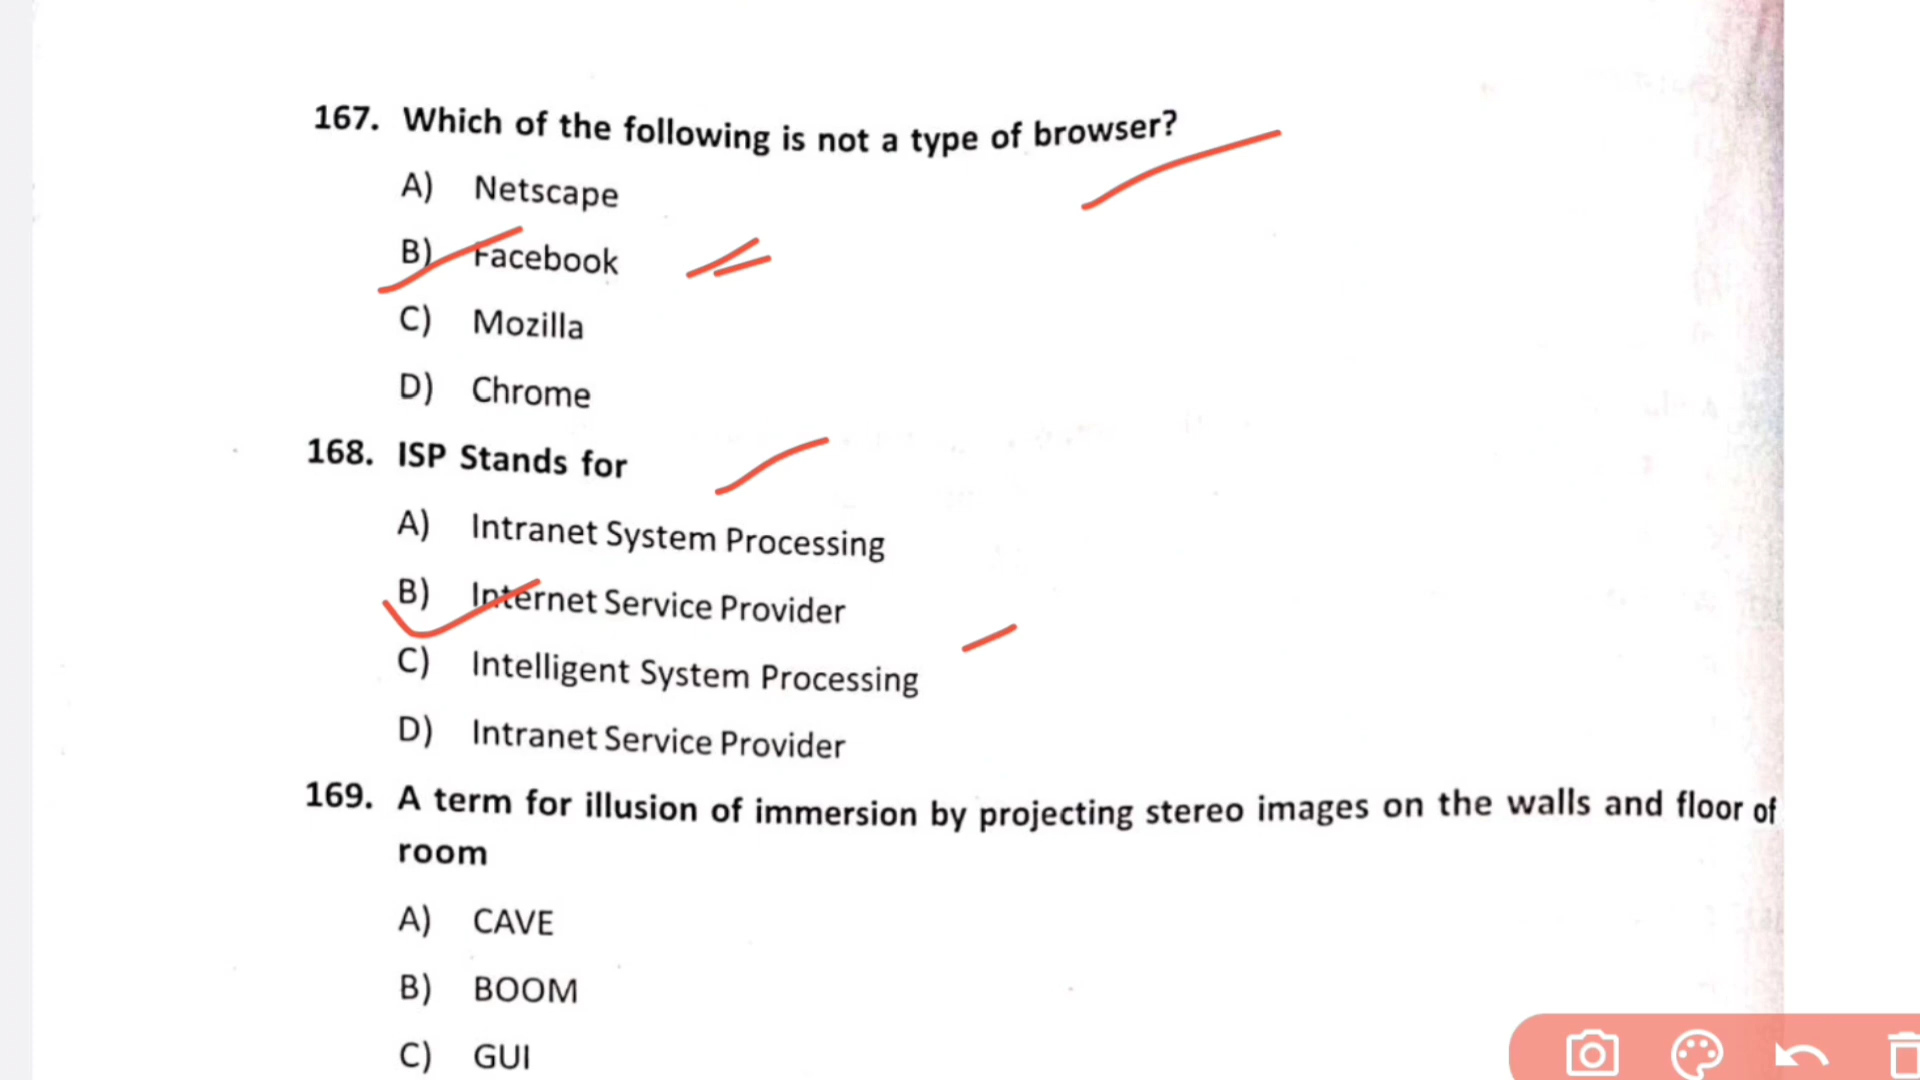 167. Which of the following is not a type of browser?
A) Netscape
B) Facebook
C) Mozilla
D) Chrome
168. ISP Stands for
A) Intranet System Processing
B) Internet Service Provider
C) Intelligent System Processing
D) Intranet Service Provider
169. A term for illusion of immersion by projecting stereo images on the walls and floor of
room
A) CAVE
B) BOOM
C) GUI